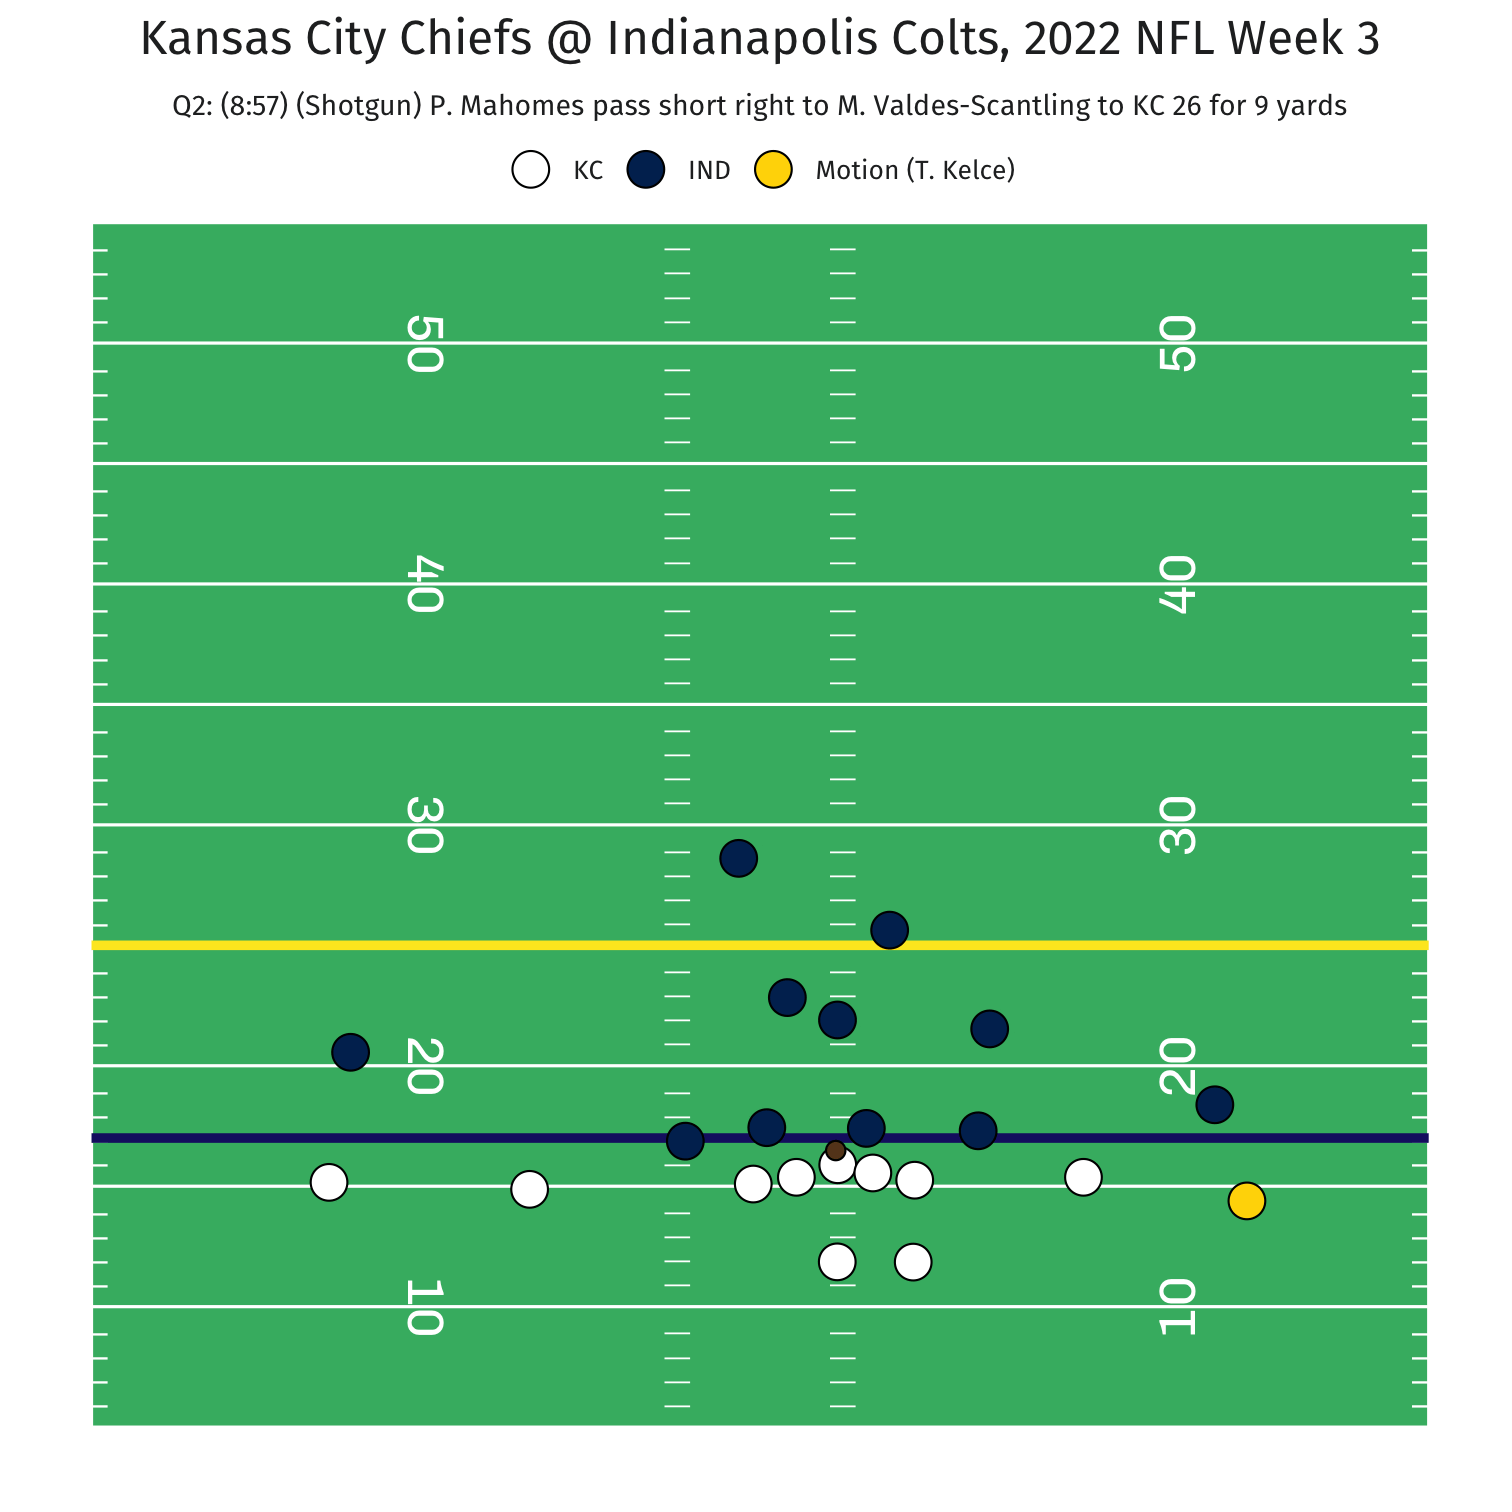 Kansas City Chiefs @ Indianapolis Colts, 2022 NFL Week 3
Q2: (8:57) (Shotgun) P. Mahomes pass short right to M. Valdes-Scantling to KC 26 for 9 yards
KC IND Motion (T. Kelce)
50 50
40 40
30 30
20 20
10 10